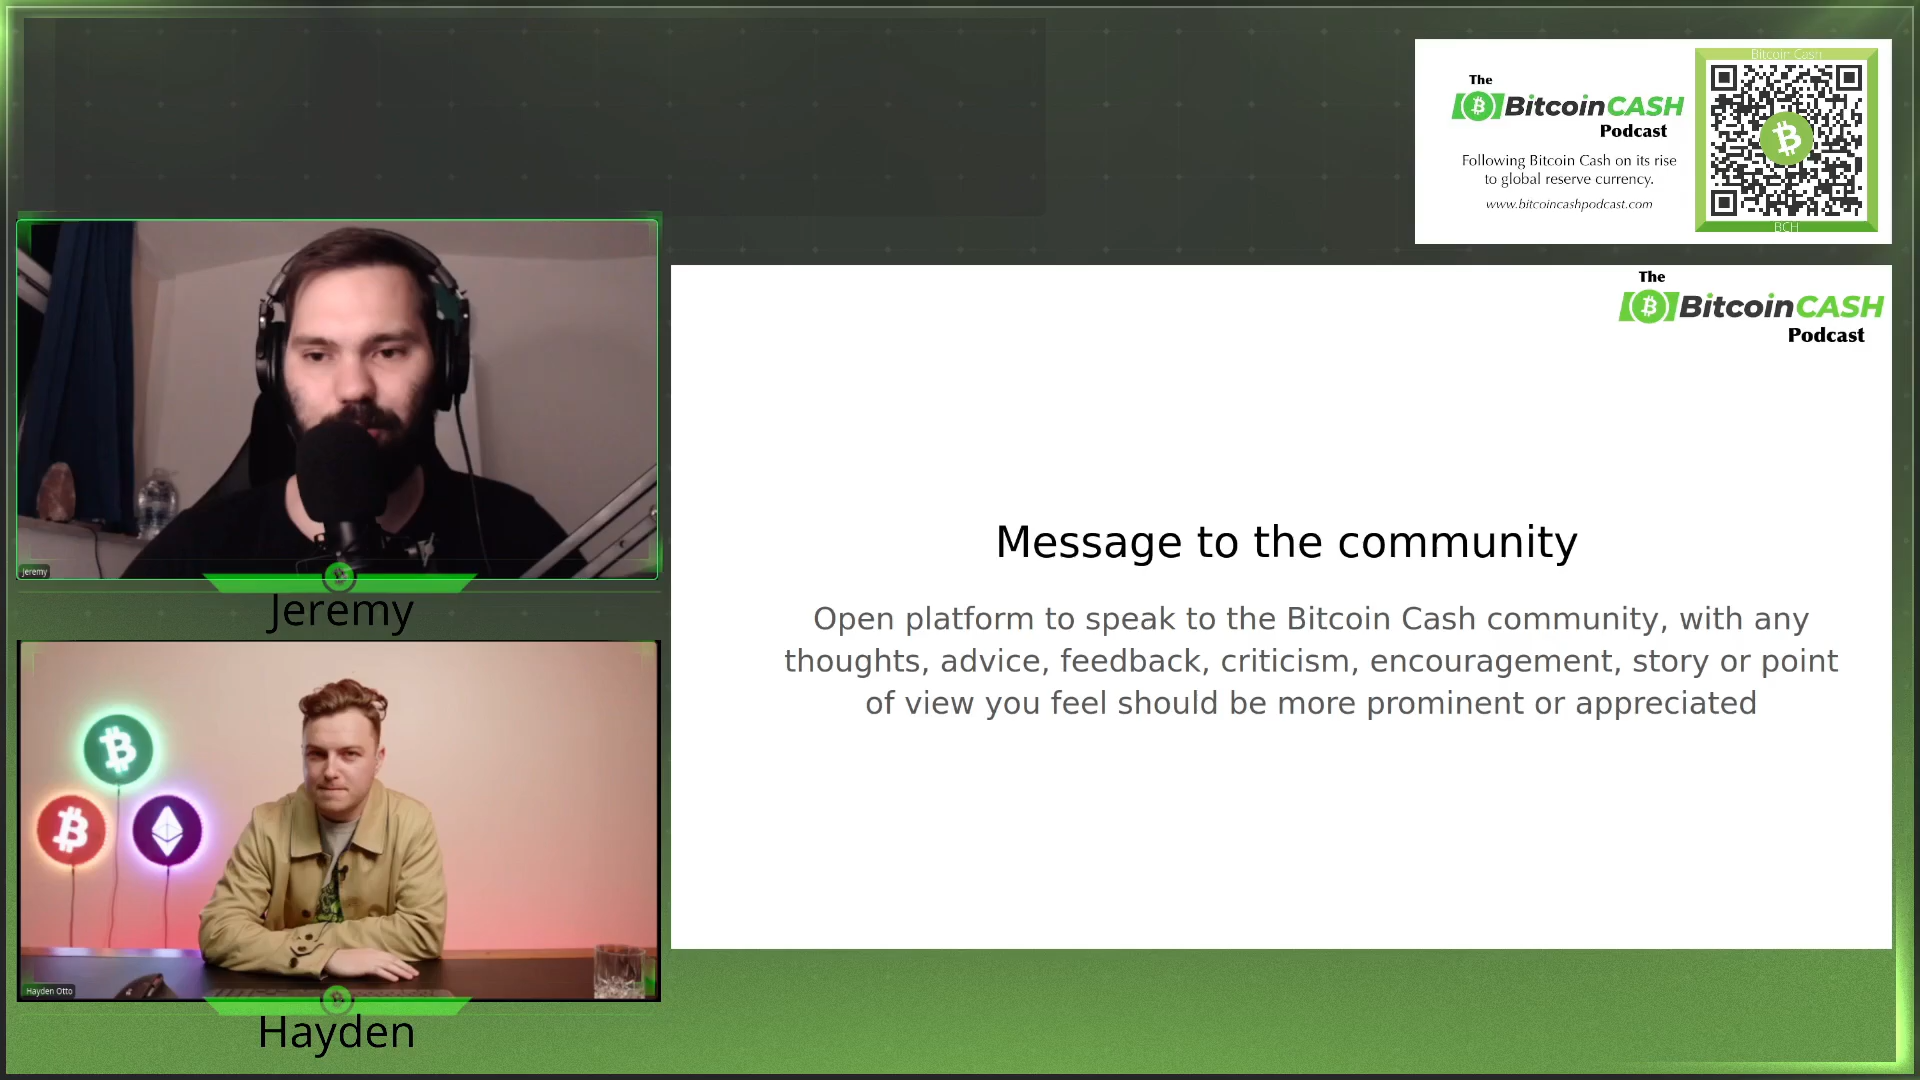 The
BitcoinCASH
Podcast
Following Bitcoin Cash on its rise
to global reserve currency.
www.bitcoincashpodcast.com
Bitcoin Cash
BCH
The
BitcoinCASH
Podcast
Message to the community
Open platform to speak to the Bitcoin Cash community, with any
thoughts, advice, feedback, criticism, encouragement, story or point
of view you feel should be more prominent or appreciated
Jeremy
Jeremy
Hayden Otto
Hayden